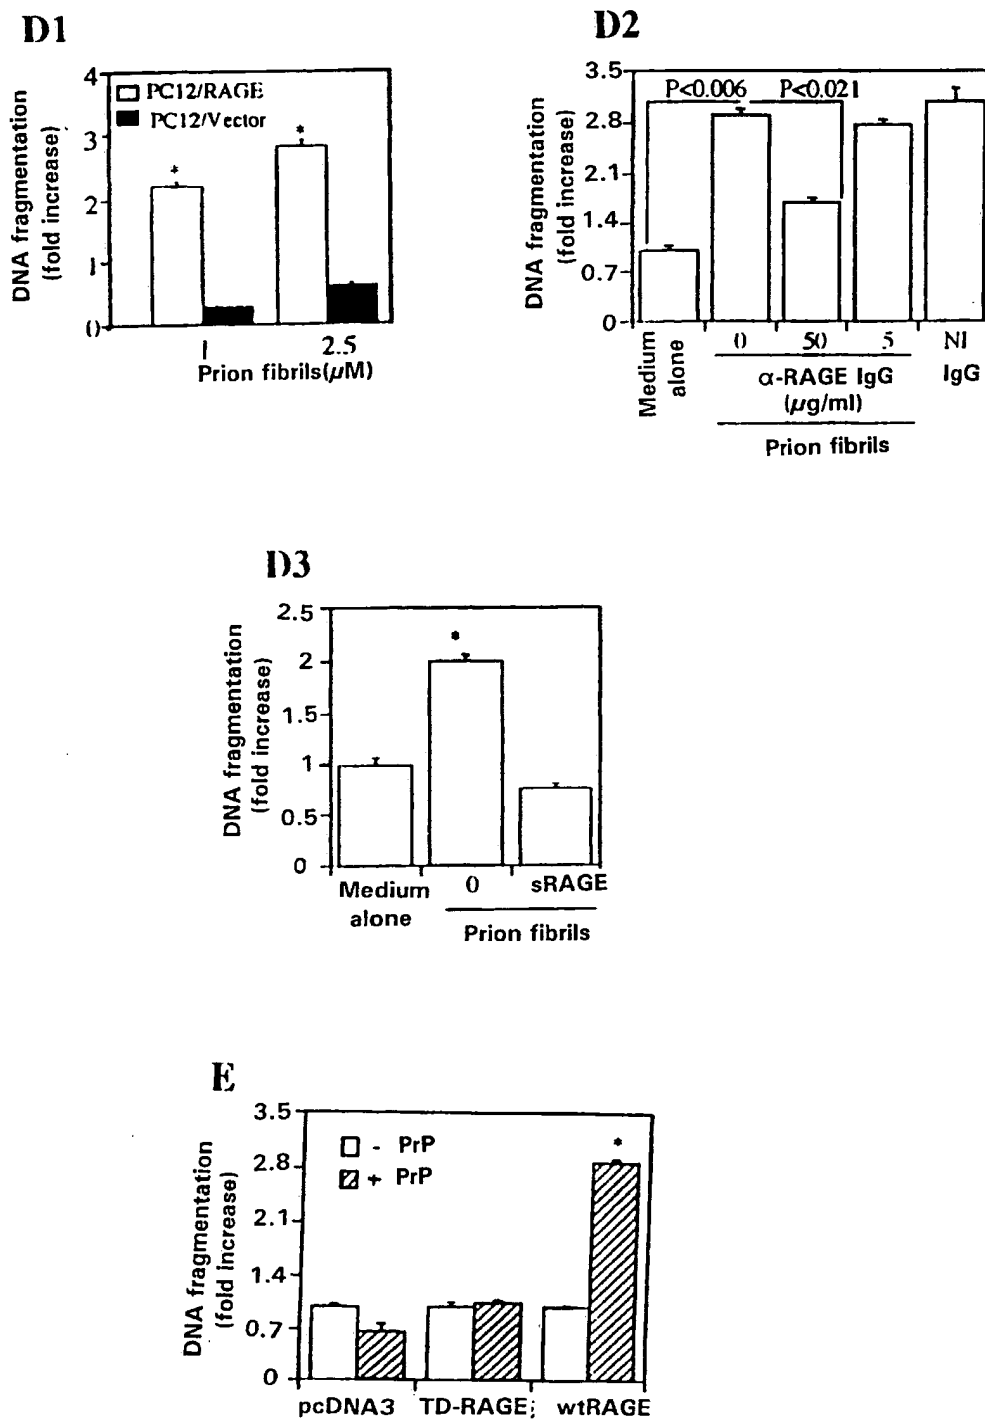 D1
4
3
2
1
0
DNA fragmentation
(fold increase)
PC12/RAGE
PC12/Vector
*
*
1
2.5
Prion fibrils(µM)
D2
3.5
2.8
2.1
1.4
0.7
0
DNA fragmentation
(fold increase)
P<0.006
P<0.021
Medium
alone
0
50
5
NI
IgG
α-RAGE IgG
(µg/ml)
Prion fibrils
D3
2.5
2
1.5
1
0.5
0
DNA fragmentation
(fold increase)
*
Medium
alone
0
sRAGE
Prion fibrils
E
3.5
2.8
2.1
1.4
0.7
0
DNA fragmentation
(fold increase)
- PrP
+ PrP
*
pcDNA3
TD-RAGE
wtRAGE